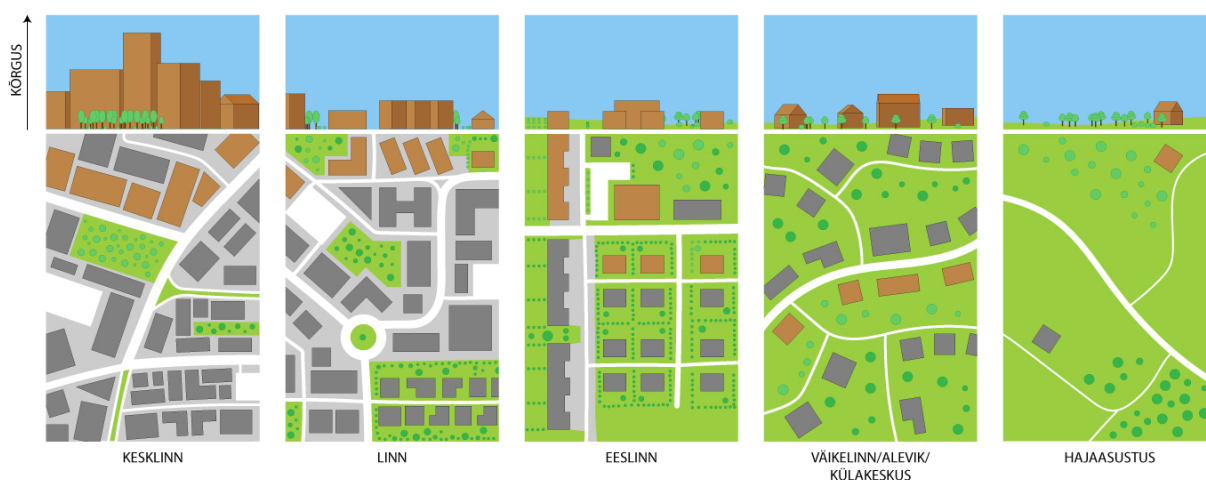 KÕRGUS
KESKLINN
LINN
EESLINN
VÄIKELINN/ALEVIK/
KÜLAKESKUS
HAJAASUSTUS